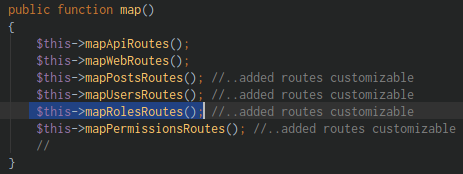 public function map()
{
    $this->mapApiRoutes();
    $this->mapWebRoutes();
    $this->mapPostsRoutes(); //..added routes customizable
    $this->mapUsersRoutes(); //..added routes customizable
    $this->mapRolesRoutes(); //..added routes customizable
    $this->mapPermissionsRoutes(); //..added routes customizable
    //
}